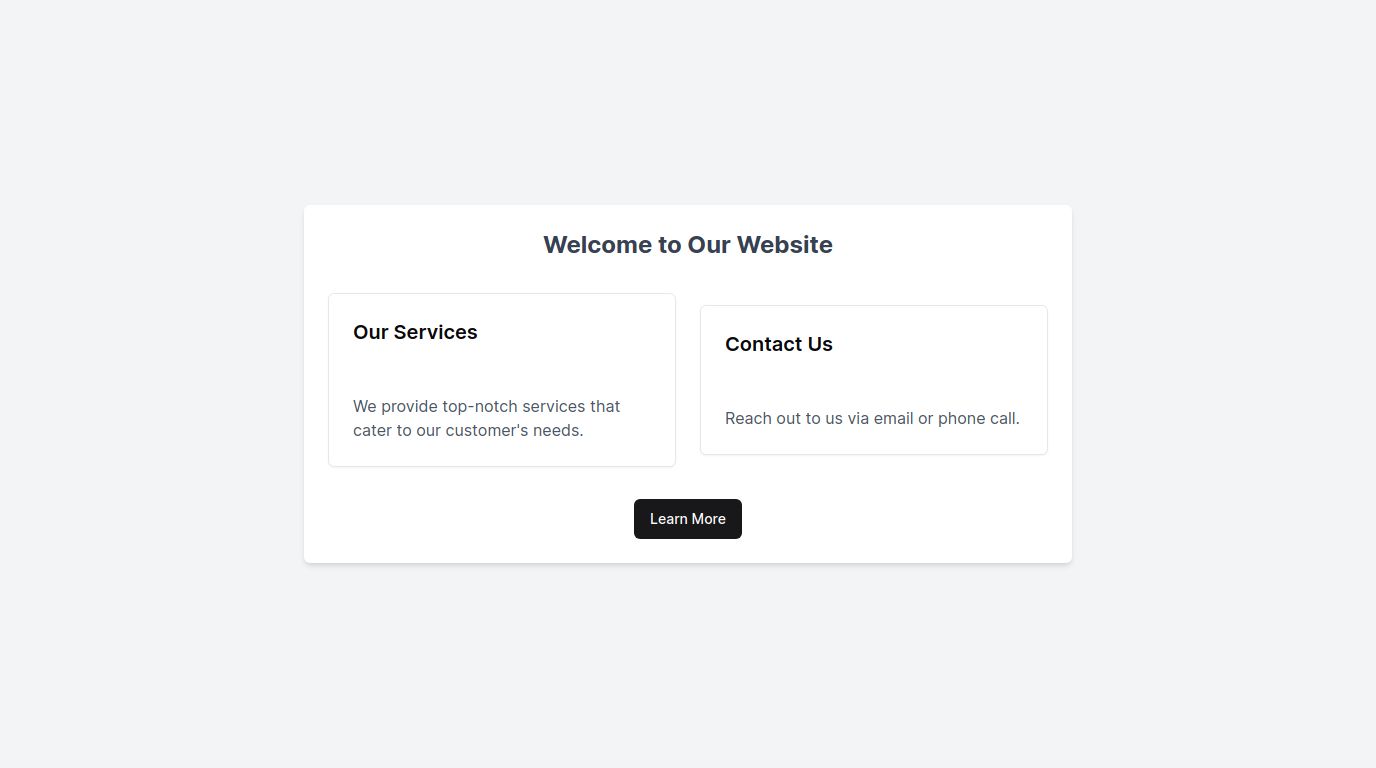 Welcome to Our Website
Our Services
We provide top-notch services that
cater to our customer's needs.
Contact Us
Reach out to us via email or phone call.
Learn More